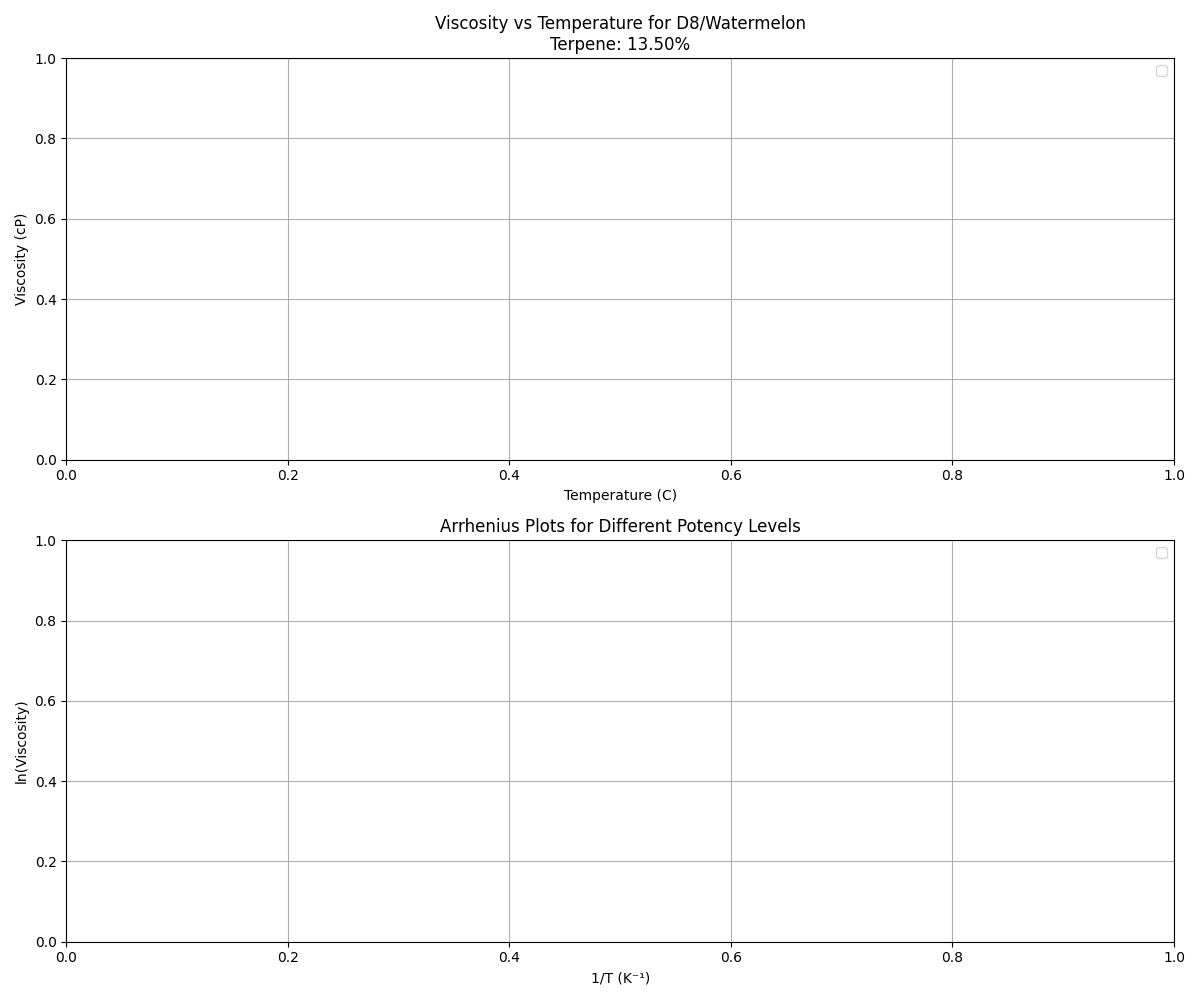 Viscosity vs Temperature for D8/Watermelon
Terpene: 13.50%
1.0
0.8
0.6
0.4
0.2
0.0
Viscosity (cP)
0.0 0.2 0.4 0.6 0.8 1.0
Temperature (C)
Arrhenius Plots for Different Potency Levels
1.0
0.8
0.6
0.4
0.2
0.0
ln(Viscosity)
0.0 0.2 0.4 0.6 0.8 1.0
1/T (K⁻¹)